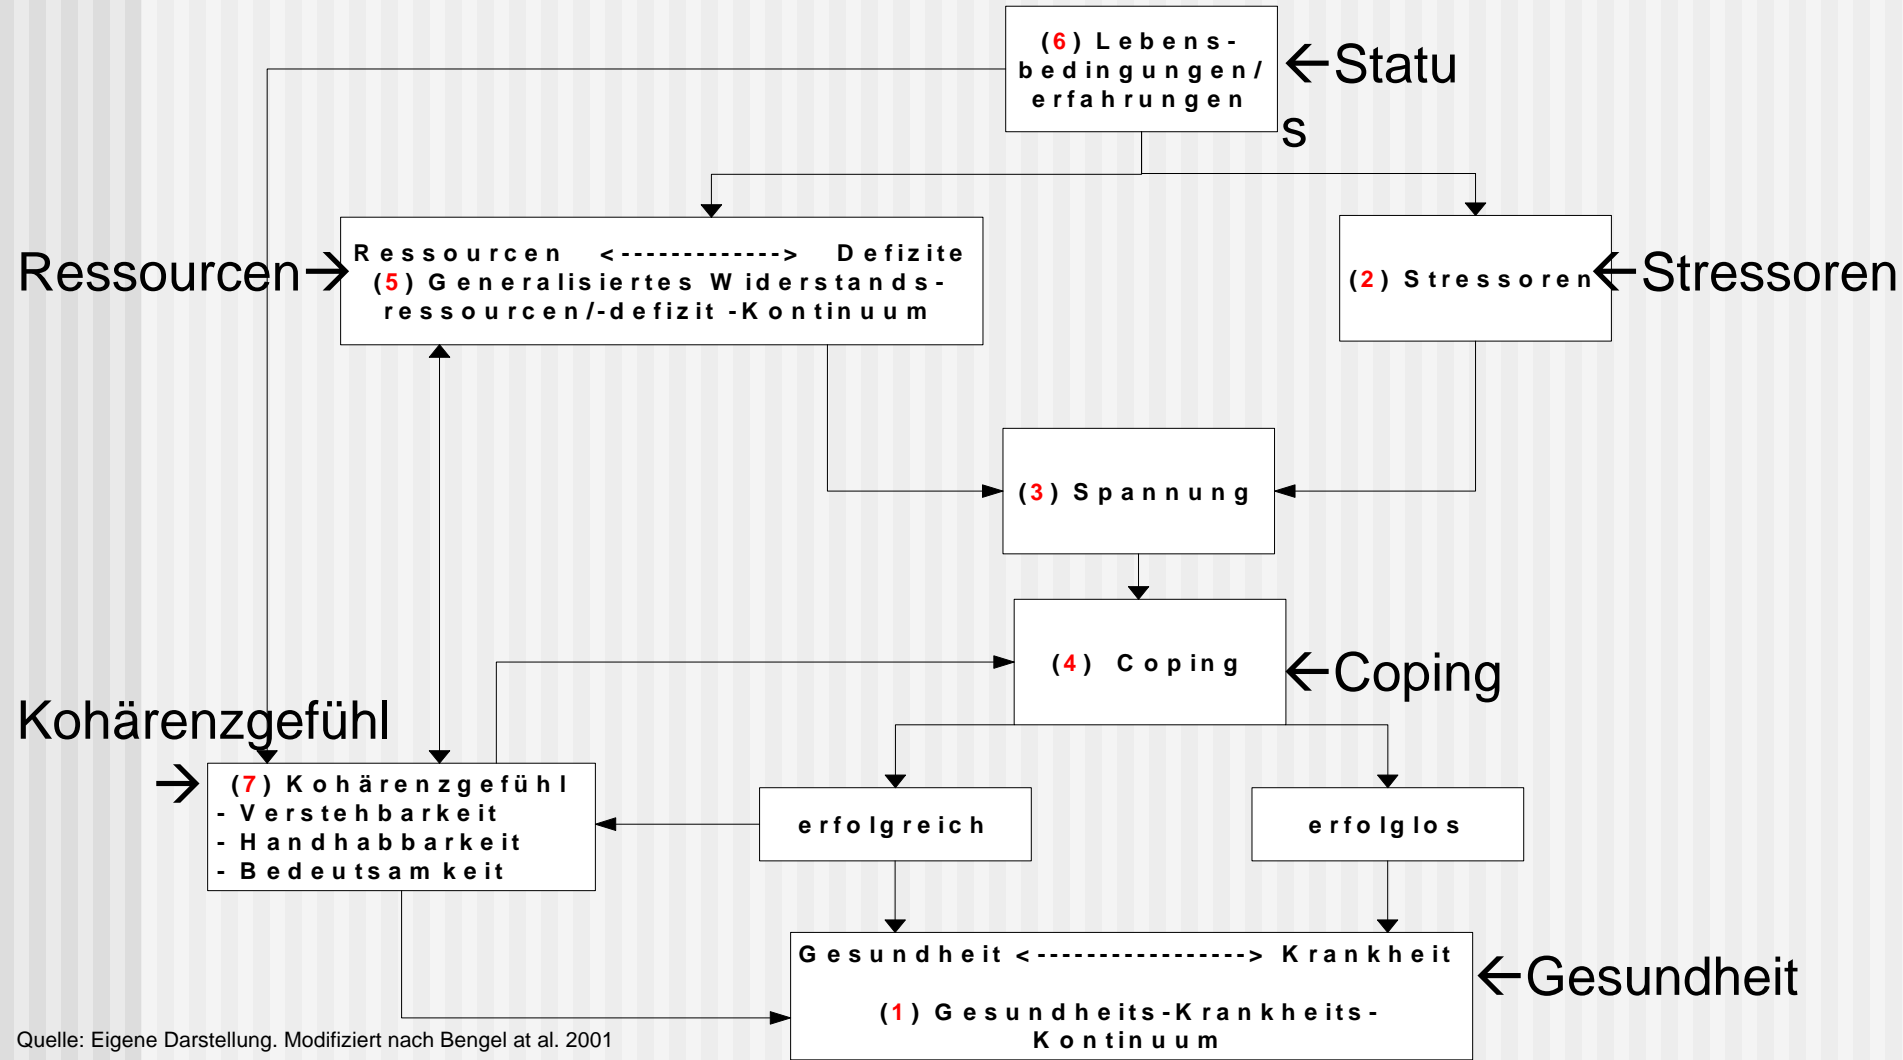 (6) Lebens-
bedingungen/
erfahrungen
←Statu
s
Ressourcen→
Ressourcen <-------------> Defizite
(5) Generalisiertes Widerstands-
ressourcen/-defizit -Kontinuum
(2) Stressoren
←Stressoren
(3) Spannung
(4) Coping
←Coping
Kohärenzgefühl
→
(7) Kohärenzgefühl
- Verstehbarkeit
- Handhabbarkeit
- Bedeutsamkeit
erfolgreich
erfolglos
Gesundheit <-----------------> Krankheit
(1) Gesundheits-Krankheits-
Kontinuum
←Gesundheit
Quelle: Eigene Darstellung. Modifiziert nach Bengel at al. 2001